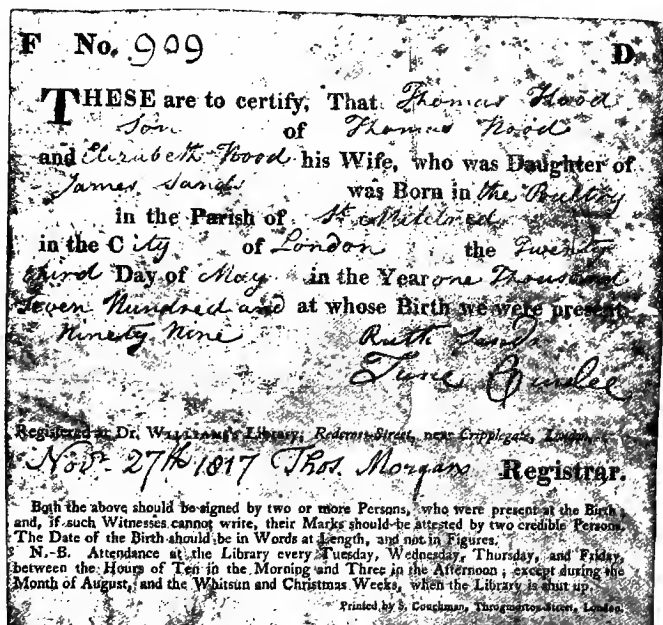 F No. 909 D
THESE are to certify, That Thomas Hood
Son of Thomas Hood
and Elizabeth Hood his Wife, who was Daughter of
James Sands was Born in the Poultry
in the Parish of St Mildred
in the City of London the Twenty
third Day of May in the Year one Thousand
Seven Hundred and at whose Birth we were present.
Ninety Nine Ruth Sands
Registered at Dr. WILLIAMS's Library, Redcross-Street, near Cripplegate, London.
Novr. 27th 1817 Thos. Morgan Registrar.
Both the above should be signed by two or more Persons, who were present at the Birth;
and, if such Witnesses cannot write, their Marks should be attested by two credible Persons.
The Date of the Birth should be in Words at Length, and not in Figures.
N.-B. Attendance at the Library every Tuesday, Wednesday, Thursday, and Friday,
between the Hours of Ten in the Morning and Three in the Afternoon; except during the
Month of August, and the Whitsun and Christmas Weeks, when the Library is shut up.
Printed by S. Couchman, Throgmorton-Street, London.